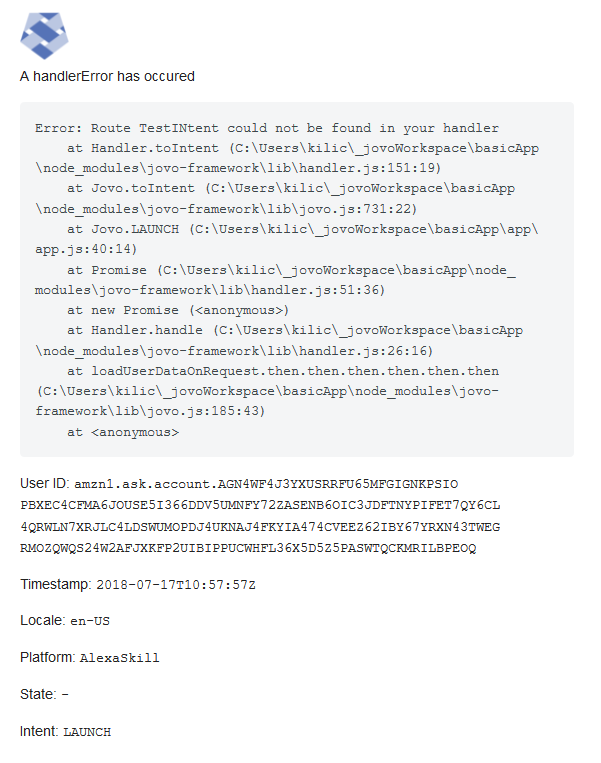 A handlerError has occured
Error: Route TestINtent could not be found in your handler
at Handler.toIntent (C:\Users\kilic\_jovoWorkspace\basicApp
\node_modules\jovo-framework\lib\handler.js:151:19)
at Jovo.toIntent (C:\Users\kilic\_jovoWorkspace\basicApp
\node_modules\jovo-framework\lib\jovo.js:731:22)
at Jovo.LAUNCH (C:\Users\kilic\_jovoWorkspace\basicApp\app\
app.js:40:14)
at Promise (C:\Users\kilic\_jovoWorkspace\basicApp\node_
modules\jovo-framework\lib\handler.js:51:36)
at new Promise (<anonymous>)
at Handler.handle (C:\Users\kilic\_jovoWorkspace\basicApp
\node_modules\jovo-framework\lib\handler.js:26:16)
at loadUserDataOnRequest.then.then.then.then.then.then
(C:\Users\kilic\_jovoWorkspace\basicApp\node_modules\jovo-
framework\lib\jovo.js:185:43)
at <anonymous>
User ID: amzn1.ask.account.AGN4WF4J3YXUSRRFU65MFGIGNKPSIO
PBXEC4CFMA6JOUSE5I366DDV5UMNFY72ZASENB6OIC3JDFTNYPIFET7QY6CL
4QRWLN7XRJLC4LDSWUMOPDJ4UKNAJ4FKYIA474CVEEZ62IBY67YRXN43TWEG
RMOZQWQS24W2AFJXKFP2UIBIPPUCWHFL36X5D5Z5PASWTQCKMRILBPEOQ
Timestamp: 2018-07-17T10:57:57Z
Locale: en-US
Platform: AlexaSkill
State: -
Intent: LAUNCH